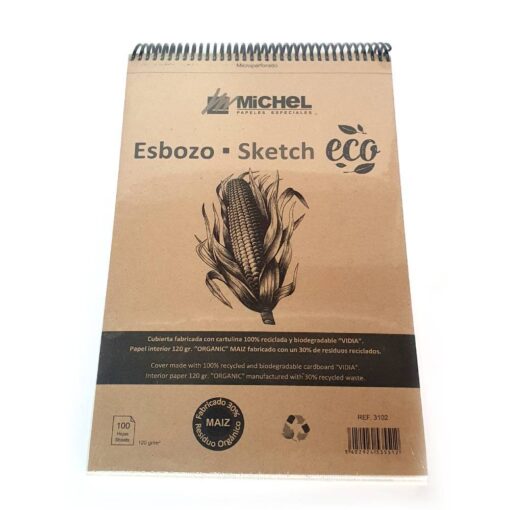 Microperforado
MiCHEL
PAPELES ESPECIALES
Esbozo ▪ Sketch eco
Cubierta fabricada con cartulina 100% reciclada y biodegradable "VIDIA".
Papel interior 120 gr. "ORGANIC" MAIZ fabricado con un 30% de residuos reciclados.
Cover made with 100% recycled and biodegradable cardboard "VIDIA".
Interior paper 120 gr. "ORGANIC" manufactured with 30% recycled waste.
100
Hojas
Sheets
120 g/m²
Fabricado 30%
MAIZ
Residuo Orgánico
REF. 3102